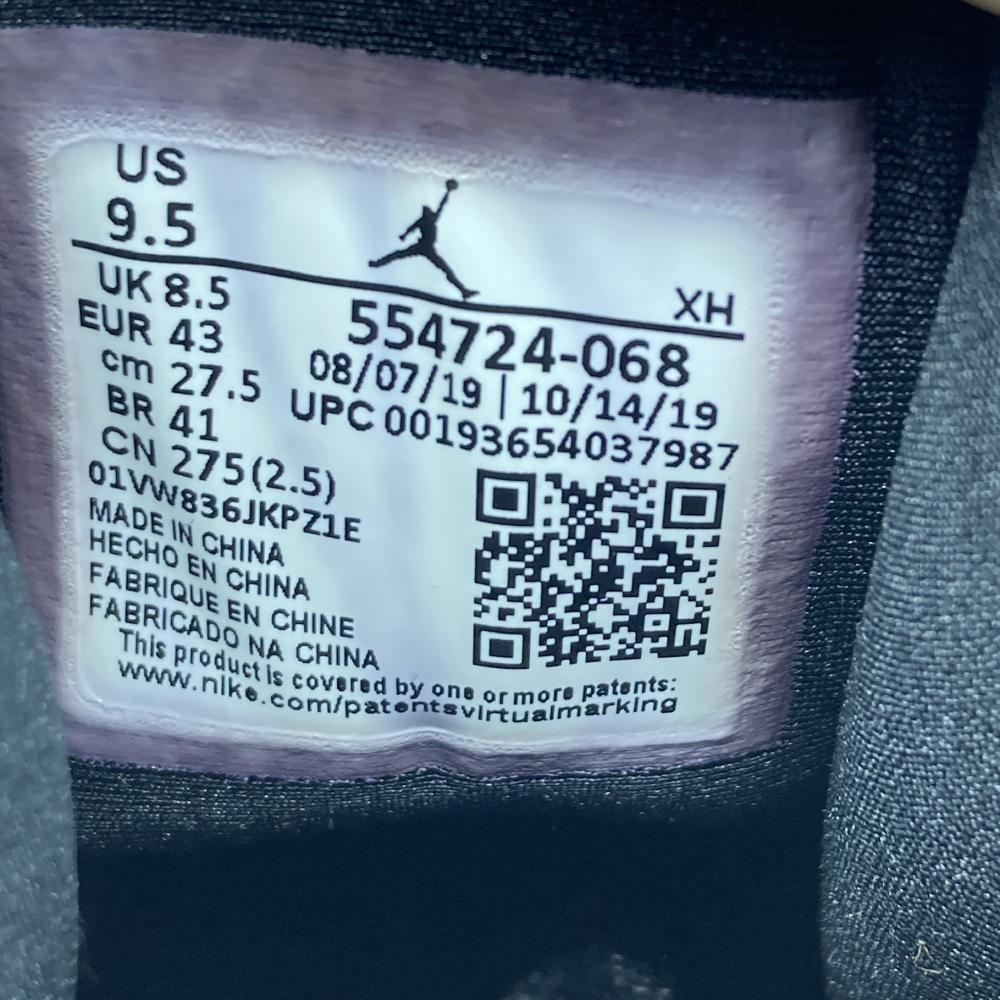 US
9.5
XH
UK 8.5
EUR 43
cm 27.5
BR 41
CN 275(2.5)
554724-068
08/07/19 | 10/14/19
UPC 00193654037987
01VW836JKPZ1E
MADE IN CHINA
HECHO EN CHINA
FABRIQUE EN CHINE
FABRICADO NA CHINA
This product is covered by one or more patents:
www.nike.com/patentsvirtualmarking